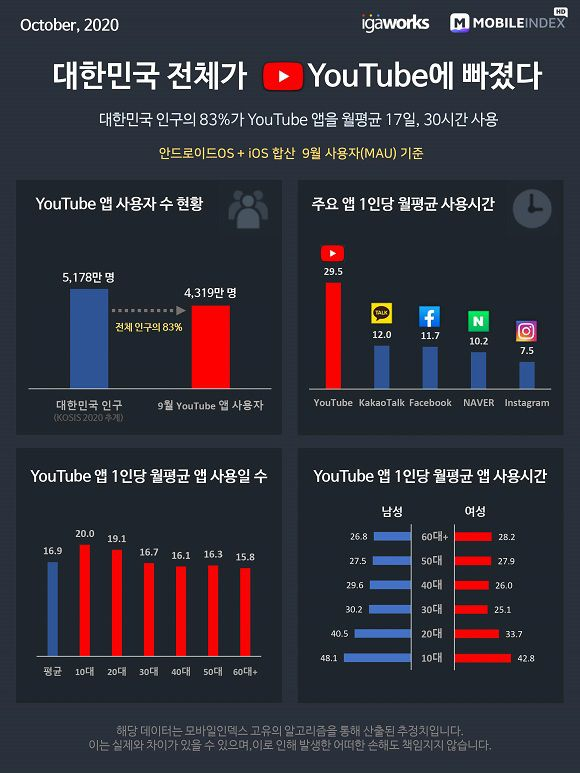 October, 2020
igaworks
M MOBILEINDEX HD
대한민국 전체가 YouTube에 빠졌다
대한민국 인구의 83%가 YouTube 앱을 월평균 17일, 30시간 사용
안드로이드OS + iOS 합산 9월 사용자(MAU) 기준
YouTube 앱 사용자 수 현황
5,178만 명
4,319만 명
전체 인구의 83%
대한민국 인구
(KOSIS 2020 추계)
9월 YouTube 앱 사용자
주요 앱 1인당 월평균 사용시간
29.5
TALK
12.0
11.7
N
10.2
7.5
YouTube KakaoTalk Facebook NAVER Instagram
YouTube 앱 1인당 월평균 앱 사용일 수
16.9 20.0 19.1 16.7 16.1 16.3 15.8
평균 10대 20대 30대 40대 50대 60대+
YouTube 앱 1인당 월평균 앱 사용시간
남성 여성
26.8 60대+ 28.2
27.5 50대 27.9
29.6 40대 26.0
30.2 30대 25.1
40.5 20대 33.7
48.1 10대 42.8
해당 데이터는 모바일인덱스 고유의 알고리즘을 통해 산출된 추정치입니다.
이는 실제와 차이가 있을 수 있으며,이로 인해 발생한 어떠한 손해도 책임지지 않습니다.